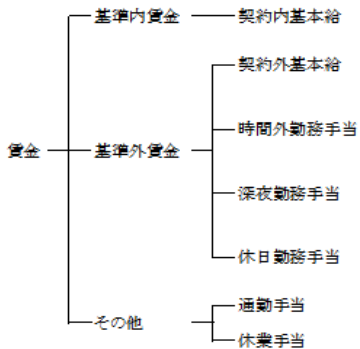 基準内賃金
契約内基本給
契約外基本給
時間外勤務手当
賃金
基準外賃金
深夜勤務手当
休日勤務手当
通勤手当
その他
休業手当